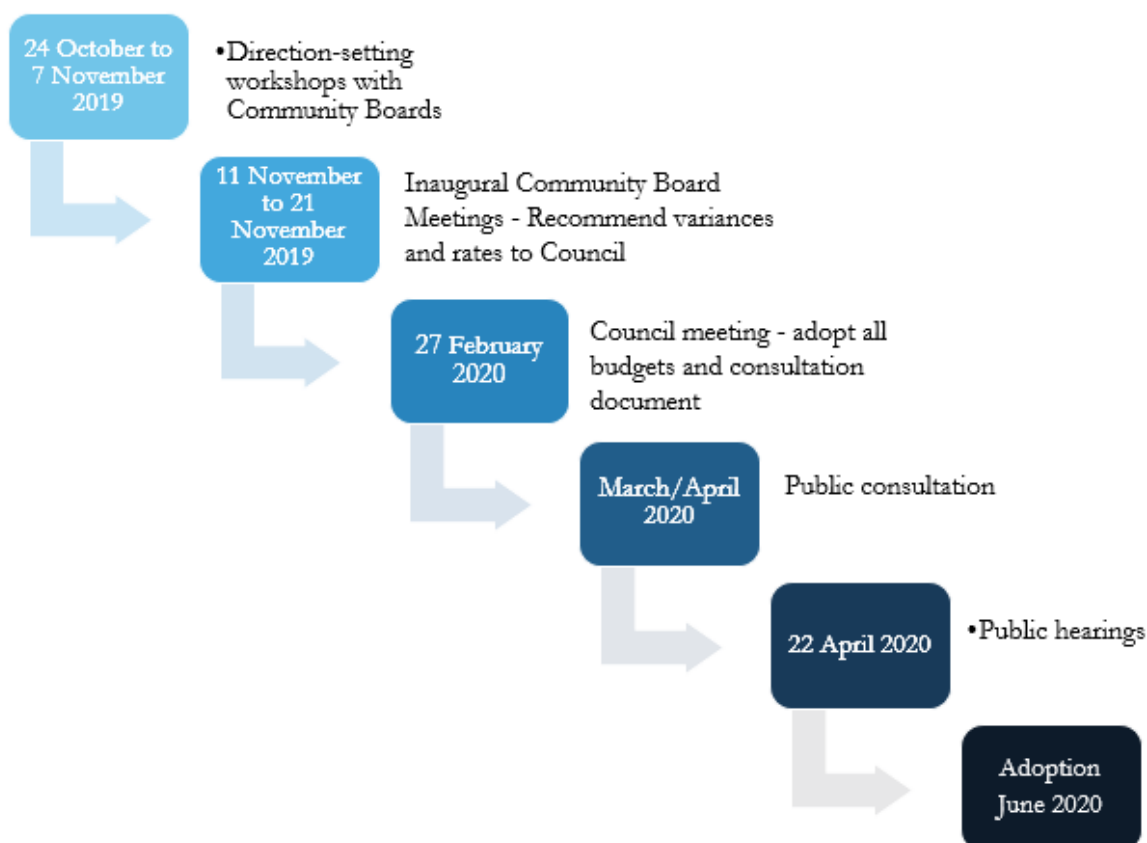 24 October to
7 November
2019
•Direction-setting
workshops with
Community Boards
11 November
to 21
November
2019
Inaugural Community Board
Meetings - Recommend variances
and rates to Council
27 February
2020
Council meeting - adopt all
budgets and consultation
document
March/April
2020
Public consultation
22 April 2020
•Public hearings
Adoption
June 2020